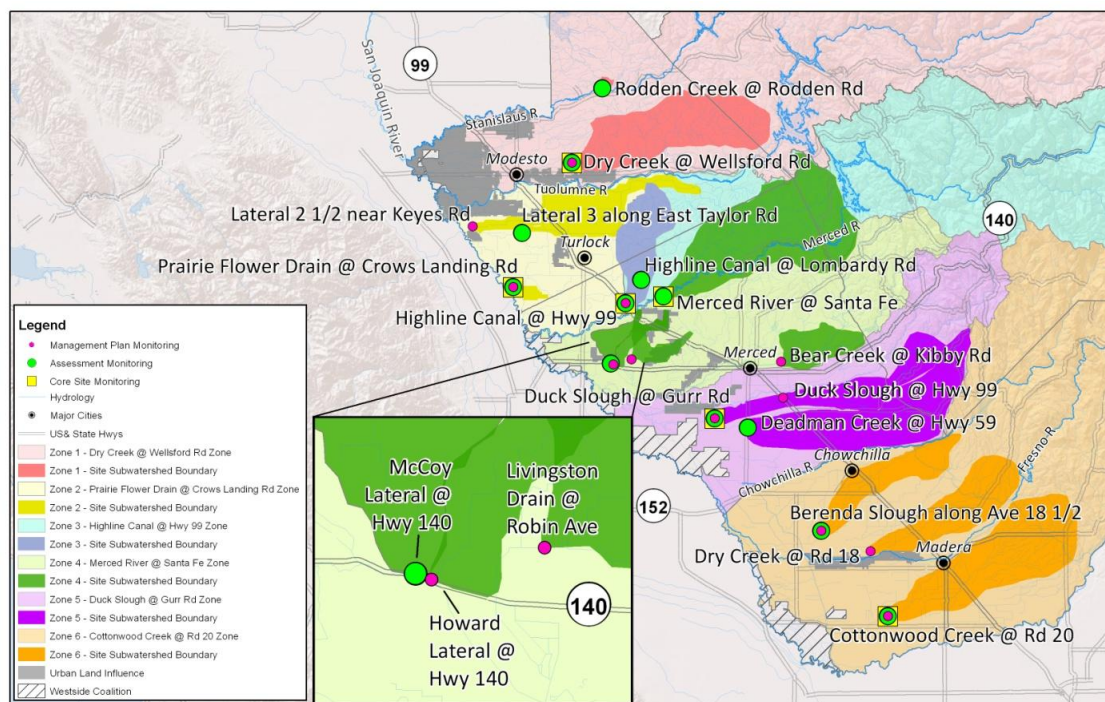 99
San Joaquin River
Stanislaus R
Rodden Creek @ Rodden Rd
Modesto
Dry Creek @ Wellsford Rd
Tuolumne R
Lateral 2 1/2 near Keyes Rd
Lateral 3 along East Taylor Rd
140
Merced R
Turlock
Prairie Flower Drain @ Crows Landing Rd
Highline Canal @ Lombardy Rd
Merced River @ Santa Fe
Highline Canal @ Hwy 99
Merced
Bear Creek @ Kibby Rd
Duck Slough @ Gurr Rd
Duck Slough @ Hwy 99
Deadman Creek @ Hwy 59
Chowchilla
Fresno R
Chowchilla R
152
Berenda Slough along Ave 18 1/2
Dry Creek @ Rd 18
Madera
Cottonwood Creek @ Rd 20
Legend
Management Plan Monitoring
Assessment Monitoring
Core Site Monitoring
Hydrology
Major Cities
US& State Hwys
Zone 1 - Dry Creek @ Wellsford Rd Zone
Zone 1 - Site Subwatershed Boundary
Zone 2 - Prairie Flower Drain @ Crows Landing Rd Zone
Zone 2 - Site Subwatershed Boundary
Zone 3 - Highline Canal @ Hwy 99 Zone
Zone 3 - Site Subwatershed Boundary
Zone 4 - Merced River @ Santa Fe Zone
Zone 4 - Site Subwatershed Boundary
Zone 5 - Duck Slough @ Gurr Rd Zone
Zone 5 - Site Subwatershed Boundary
Zone 6 - Cottonwood Creek @ Rd 20 Zone
Zone 6 - Site Subwatershed Boundary
Urban Land Influence
Westside Coalition
McCoy
Lateral @
Hwy 140
Livingston
Drain @
Robin Ave
140
Howard
Lateral @
Hwy 140